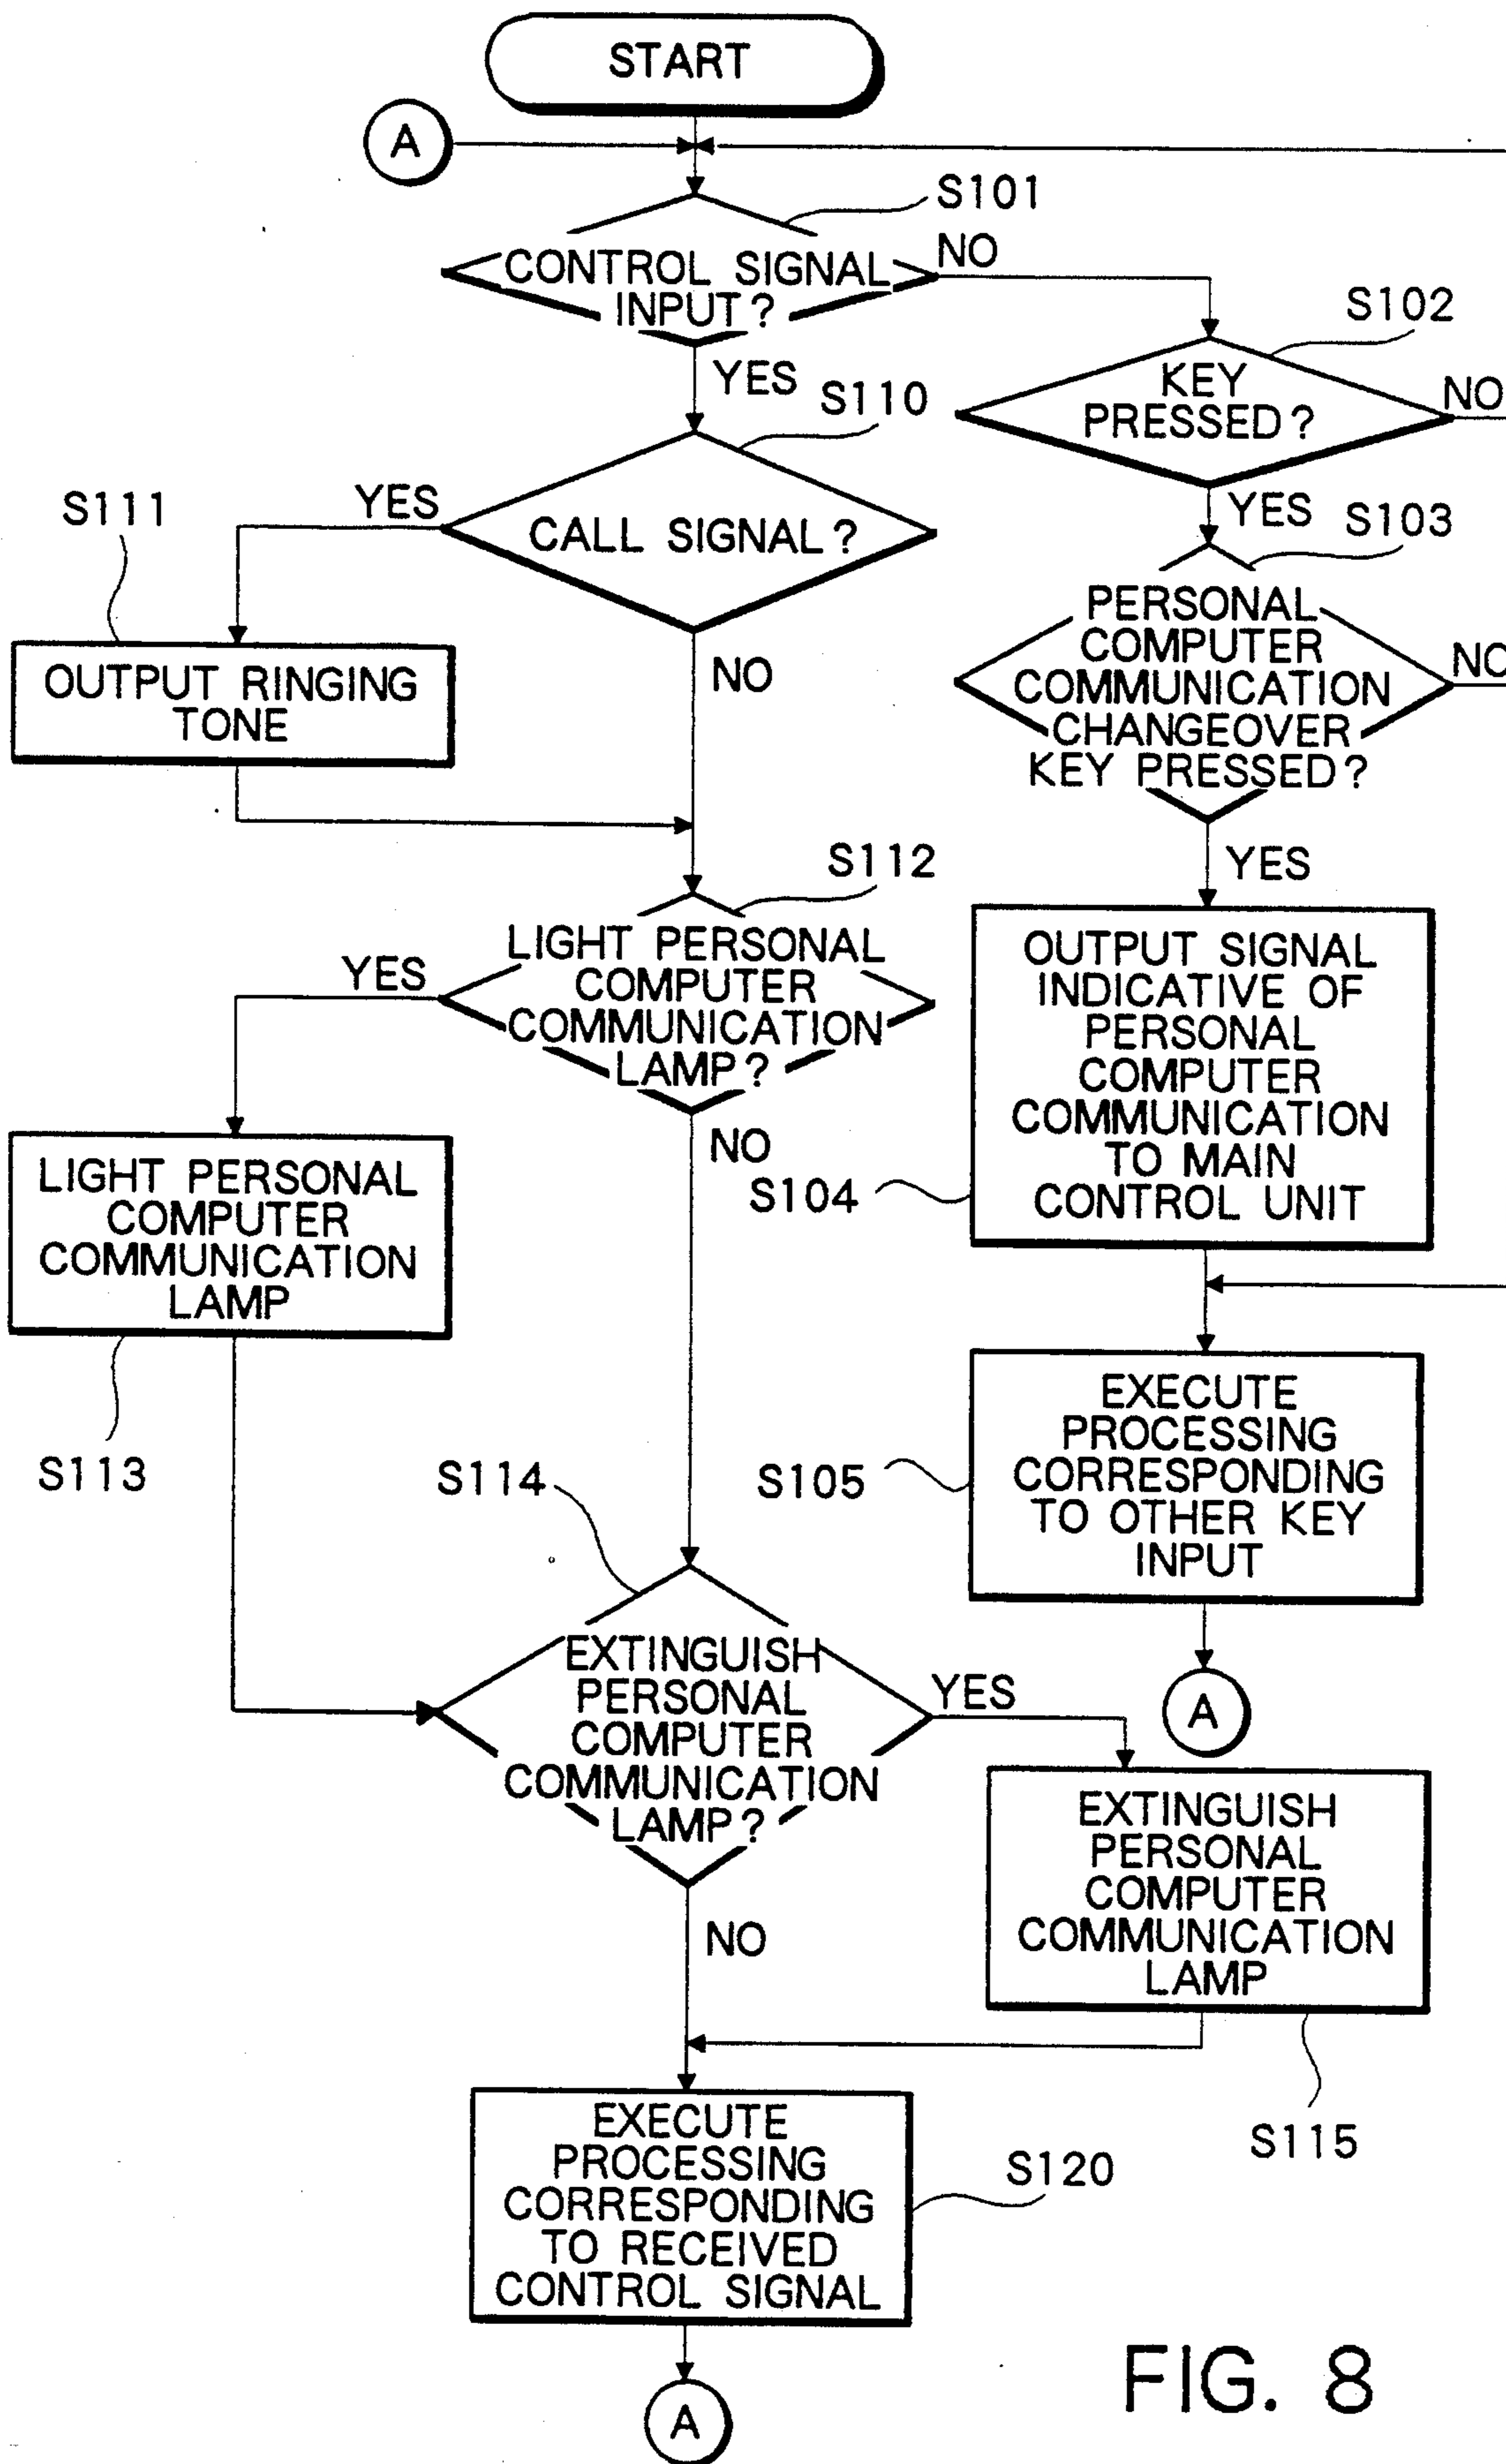 START
A
S101
CONTROL SIGNAL
INPUT?
NO
YES
S102
KEY
PRESSED?
NO
YES
S110
CALL SIGNAL?
YES
NO
S111
OUTPUT RINGING
TONE
S103
PERSONAL
COMPUTER
COMMUNICATION
CHANGEOVER
KEY PRESSED?
NO
YES
S112
LIGHT PERSONAL
COMPUTER
COMMUNICATION
LAMP?
YES
NO
LIGHT PERSONAL
COMPUTER
COMMUNICATION
LAMP
S113
OUTPUT SIGNAL
INDICATIVE OF
PERSONAL
COMPUTER
COMMUNICATION
TO MAIN
CONTROL UNIT
S104
EXECUTE
PROCESSING
CORRESPONDING
TO OTHER KEY
INPUT
S105
A
S114
EXTINGUISH
PERSONAL
COMPUTER
COMMUNICATION
LAMP?
YES
NO
EXTINGUISH
PERSONAL
COMPUTER
COMMUNICATION
LAMP
S115
EXECUTE
PROCESSING
CORRESPONDING
TO RECEIVED
CONTROL SIGNAL
S120
A
FIG. 8